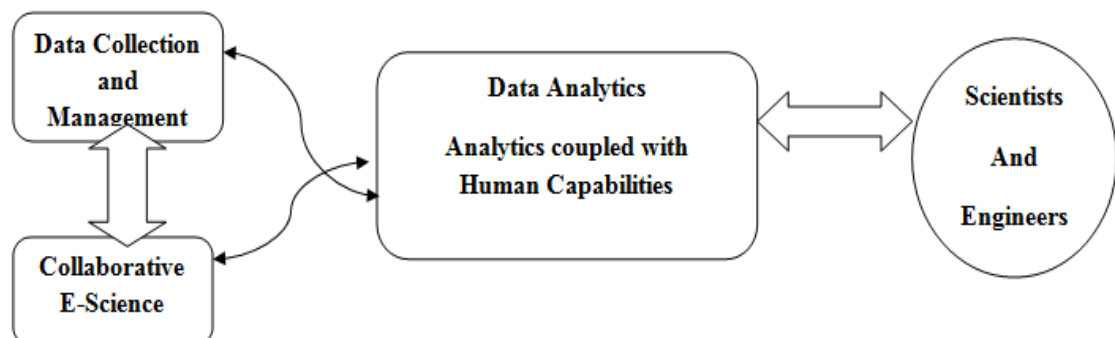 Data Collection
and
Management
Collaborative
E-Science
Data Analytics
Analytics coupled with
Human Capabilities
Scientists
And
Engineers